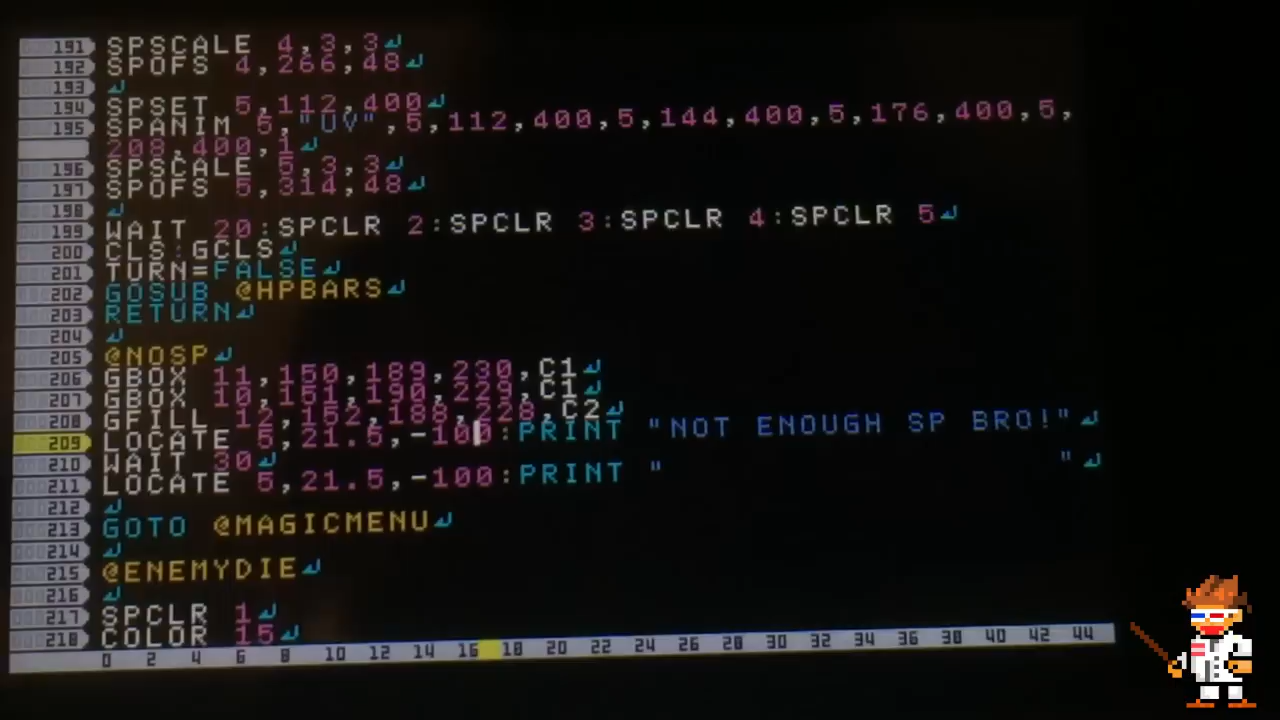 191 SPSCALE 4,3,3
192 SPOFS 4,266,48
193
194 SPSET 5,112,400
195 SPANIM 5,"UV",5,112,400,5,144,400,5,176,400,5,
208,400,1
196 SPSCALE 5,3,3
197 SPOFS 5,314,48
198
199 WAIT 20:SPCLR 2:SPCLR 3:SPCLR 4:SPCLR 5
200 CLS:GCLS
201 TURN=FALSE
202 GOSUB @HPBARS
203 RETURN
204
205 @NOSP
206 GBOX 11,150,189,230,C1
207 GBOX 10,151,190,229,C1
208 GFILL 12,152,188,228,C2
209 LOCATE 5,21.5,-100:PRINT "NOT ENOUGH SP BRO!"
210 WAIT 30
211 LOCATE 5,21.5,-100:PRINT "                  "
212
213 GOTO @MAGICMENU
214
215 @ENEMYDIE
216
217 SPCLR 1
218 COLOR 15
0 2 4 6 8 10 12 14 16 18 20 22 24 26 28 30 32 34 36 38 40 42 44